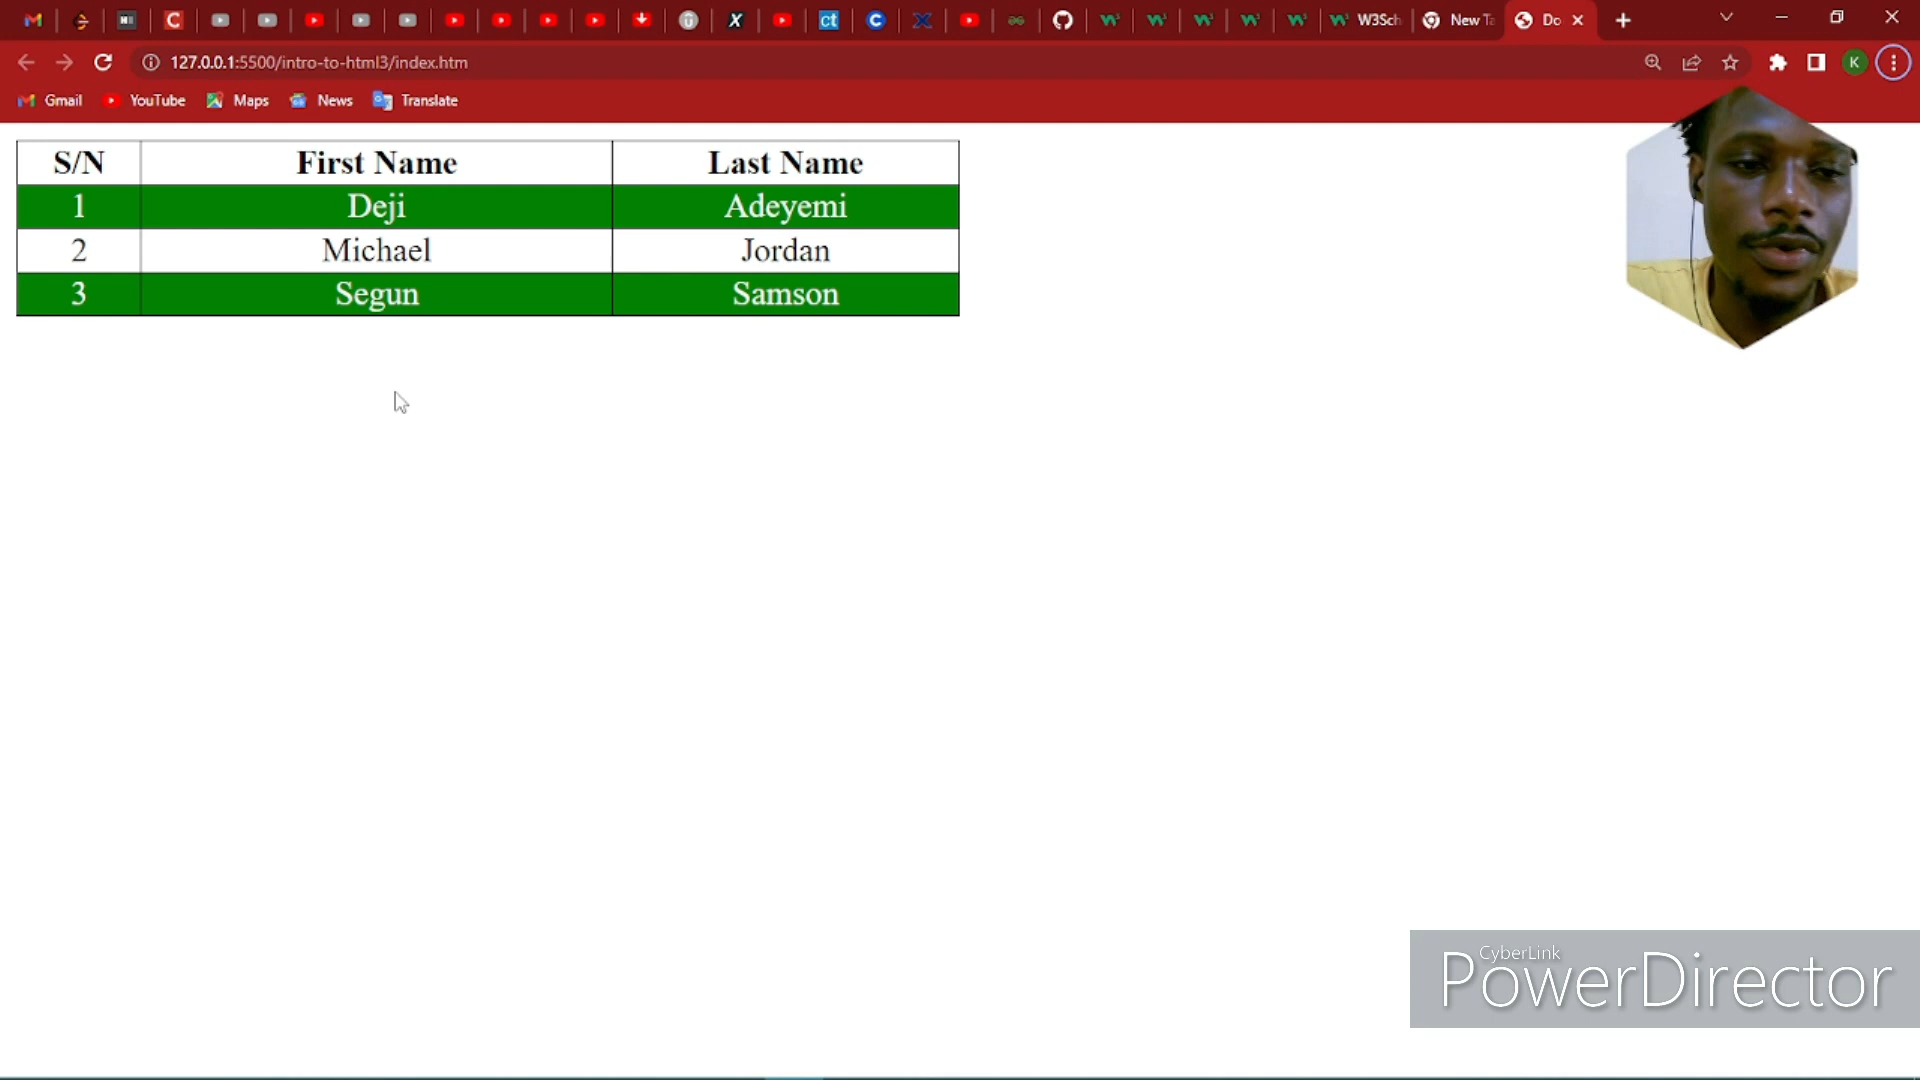 W3Sch
New Ta
Do
127.0.0.1:5500/intro-to-html3/index.htm
K
Gmail YouTube Maps News Translate
S/N First Name Last Name
1 Deji Adeyemi
2 Michael Jordan
3 Segun Samson
CyberLink
PowerDirector